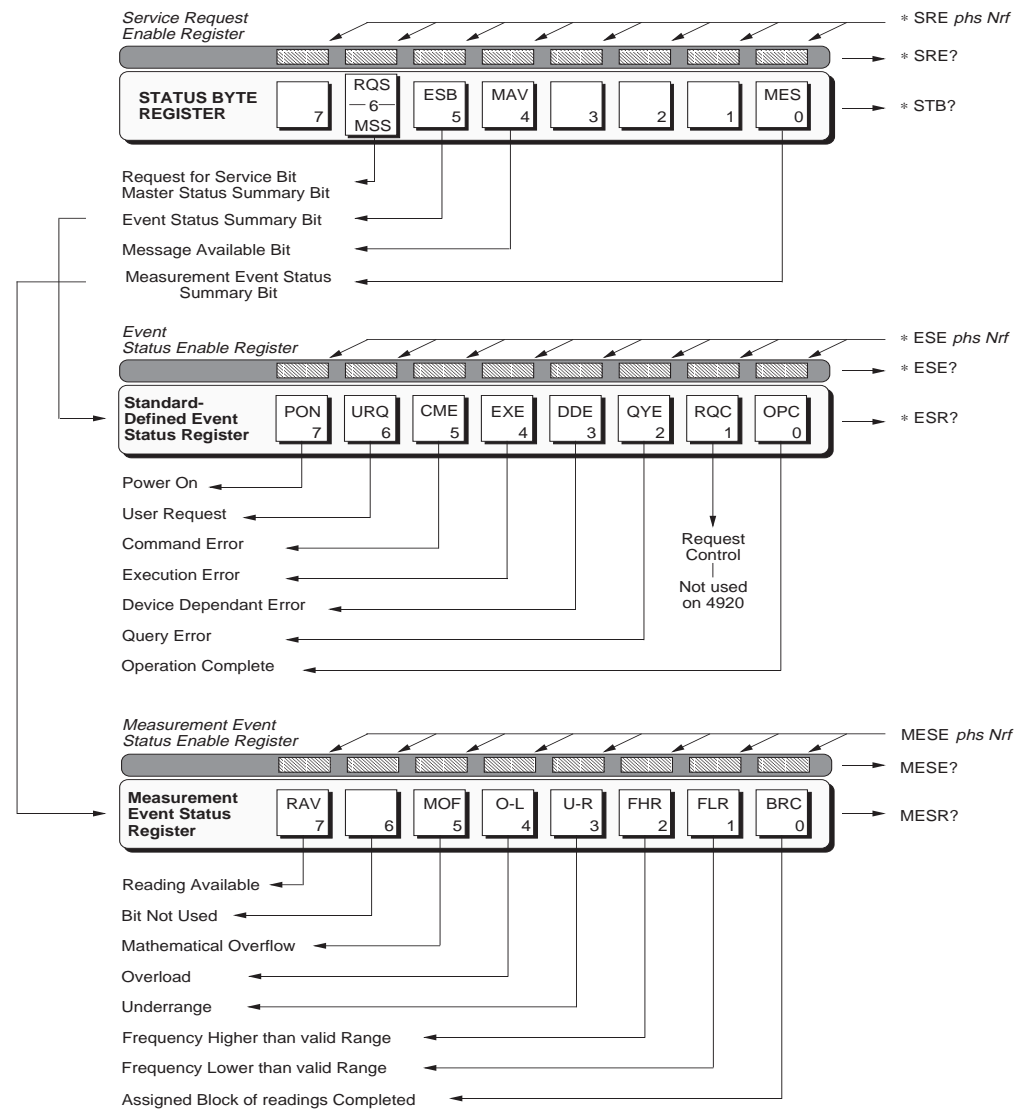 Service Request
Enable Register
∗ SRE phs Nrf
∗ SRE?
STATUS BYTE
REGISTER
7
RQS
6
MSS
ESB
5
MAV
4
3
2
1
MES
0
∗ STB?
Request for Service Bit
Master Status Summary Bit
Event Status Summary Bit
Message Available Bit
Measurement Event Status
Summary Bit
Event
Status Enable Register
∗ ESE phs Nrf
∗ ESE?
Standard-
Defined Event
Status Register
PON
7
URQ
6
CME
5
EXE
4
DDE
3
QYE
2
RQC
1
OPC
0
∗ ESR?
Power On
User Request
Command Error
Execution Error
Device Dependant Error
Query Error
Operation Complete
Request
Control
Not used
on 4920
Measurement Event
Status Enable Register
MESE phs Nrf
MESE?
Measurement
Event Status
Register
RAV
7
6
MOF
5
O-L
4
U-R
3
FHR
2
FLR
1
BRC
0
MESR?
Reading Available
Bit Not Used
Mathematical Overflow
Overload
Underrange
Frequency Higher than valid Range
Frequency Lower than valid Range
Assigned Block of readings Completed